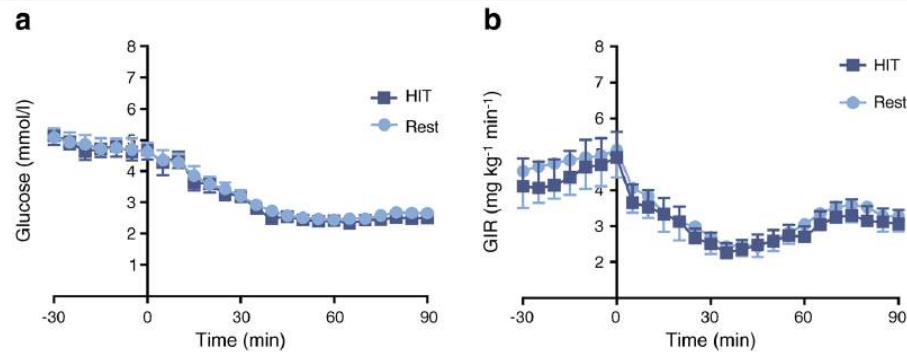 a
8
7
6
5
4
3
2
1
Glucose (mmol/l)
HIT
Rest
-30 0 30 60 90
Time (min)
b
8
7
6
5
4
3
2
GIR (mg kg⁻¹ min⁻¹)
HIT
Rest
-30 0 30 60 90
Time (min)